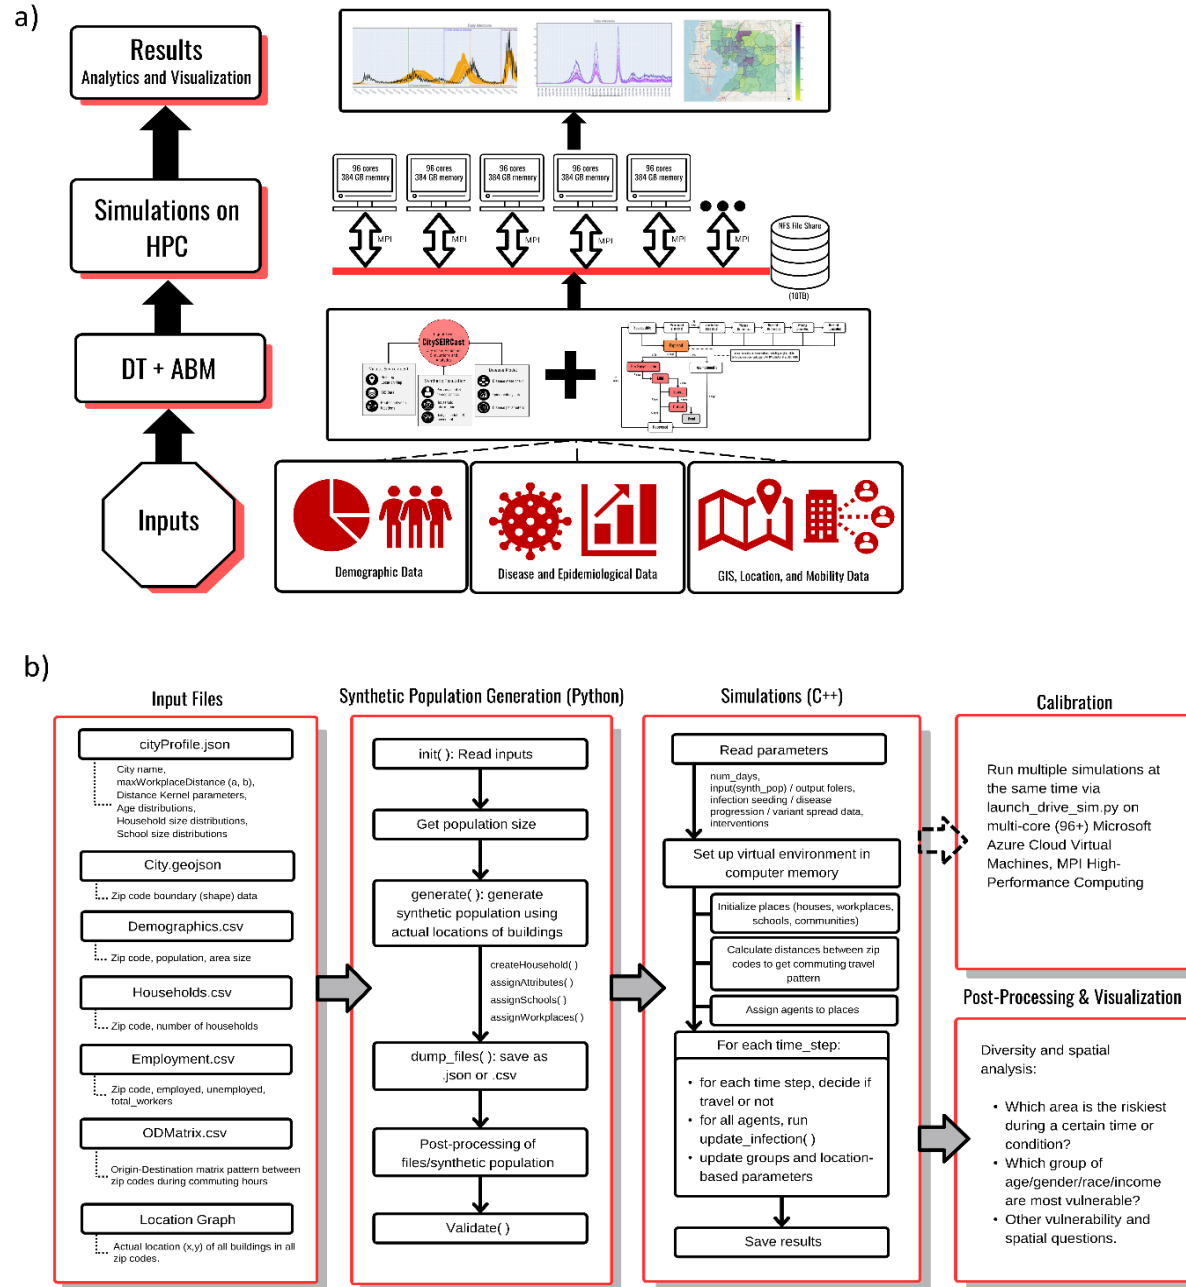 a)
Results
Analytics and Visualization
Simulations on
HPC
DT + ABM
Inputs
96 cores
384 GB memory
96 cores
384 GB memory
96 cores
384 GB memory
96 cores
384 GB memory
96 cores
384 GB memory
MPI
MPI
MPI
MPI
MPI
MPI
NFS File Share
(10TB)
CitySEIRCast
Demographic Data
Disease and Epidemiological Data
GIS, Location, and Mobility Data
b)
Input Files
cityProfile.json
City name,
maxWorkplaceDistance (a, b),
Distance Kernel parameters,
Age distributions,
Household size distributions,
School size distributions
City.geojson
Zip code boundary (shape) data
Demographics.csv
Zip code, population, area size
Households.csv
Zip code, number of households
Employment.csv
Zip code, employed, unemployed,
total_workers
ODMatrix.csv
Origin-Destination matrix pattern between
zip codes during commuting hours
Location Graph
Actual location (x,y) of all buildings in all
zip codes.
Synthetic Population Generation (Python)
init( ): Read inputs
Get population size
generate( ): generate
synthetic population using
actual locations of buildings
createHousehold( )
assignAttributes( )
assignSchools( )
assignWorkplaces( )
dump_files( ): save as
.json or .csv
Post-processing of
files/synthetic population
Validate( )
Simulations (C++)
Read parameters
num_days,
input(synth_pop) / output folers,
infection seeding / disease
progression / variant spread data,
interventions
Set up virtual environment in
computer memory
Initialize places (houses, workplaces,
schools, communities)
Calculate distances between zip
codes to get commuting travel
pattern
Assign agents to places
For each time_step:
• for each time step, decide if
travel or not
• for all agents, run
update_infection( )
• update groups and location-
based parameters
Save results
Calibration
Run multiple simulations at
the same time via
launch_drive_sim.py on
multi-core (96+) Microsoft
Azure Cloud Virtual
Machines, MPI High-
Performance Computing
Post-Processing & Visualization
Diversity and spatial
analysis:
• Which area is the riskiest
during a certain time or
condition?
• Which group of
age/gender/race/income
are most vulnerable?
• Other vulnerability and
spatial questions.